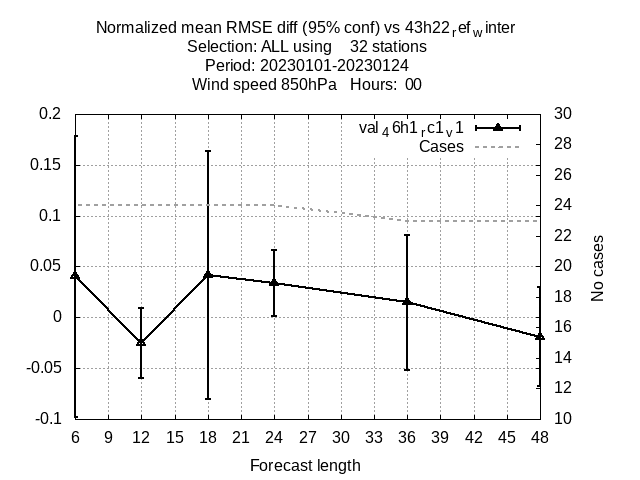 Normalized mean RMSE diff (95% conf) vs 43h22refwinter
Selection: ALL using 32 stations
Period: 20230101-20230124
Wind speed 850hPa Hours: 00
val46h1rc1v1
Cases
0.2
0.15
0.1
0.05
0
-0.05
-0.1
30
28
26
24
22
20
18
16
14
12
10
No cases
6 9 12 15 18 21 24 27 30 33 36 39 42 45 48
Forecast length